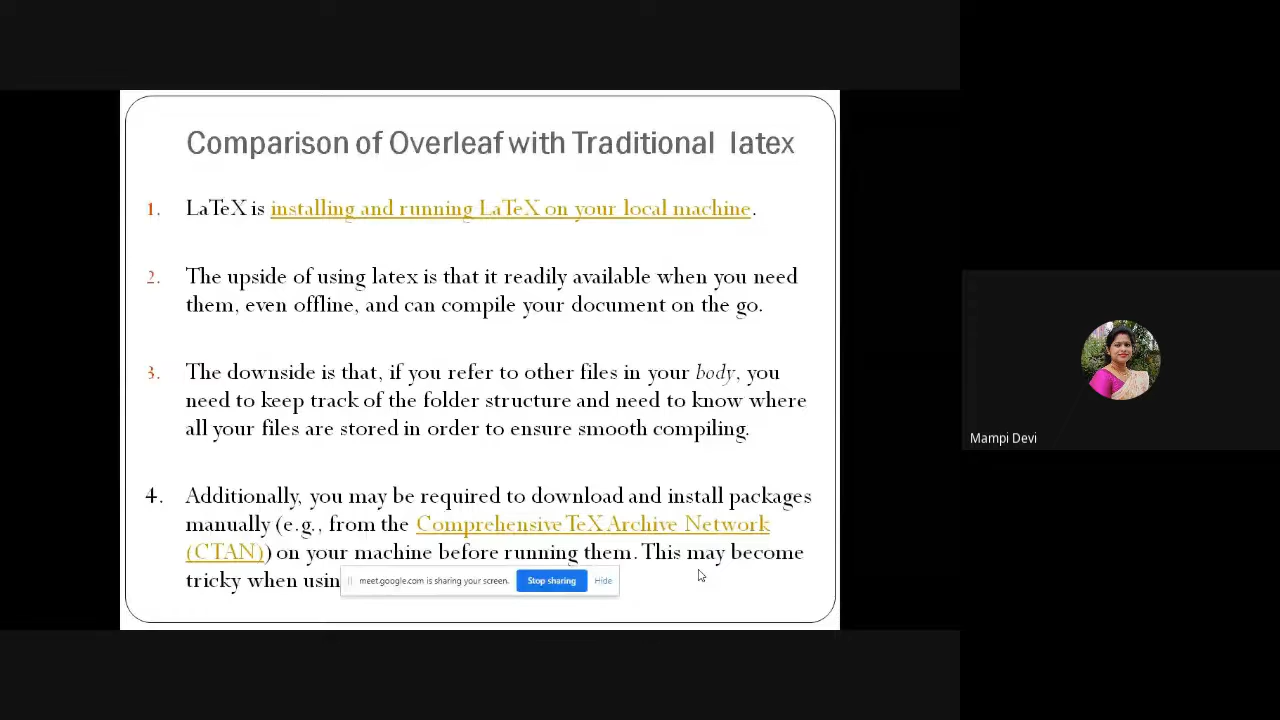 Comparison of Overleaf with Traditional latex
1. LaTeX is installing and running LaTeX on your local machine.
2. The upside of using latex is that it readily available when you need
them, even offline, and can compile your document on the go.
3. The downside is that, if you refer to other files in your body, you
need to keep track of the folder structure and need to know where
all your files are stored in order to ensure smooth compiling.
4. Additionally, you may be required to download and install packages
manually (e.g., from the Comprehensive TeX Archive Network
(CTAN)) on your machine before running them. This may become
tricky when usin
meet.google.com is sharing your screen. Stop sharing Hide
Mampi Devi